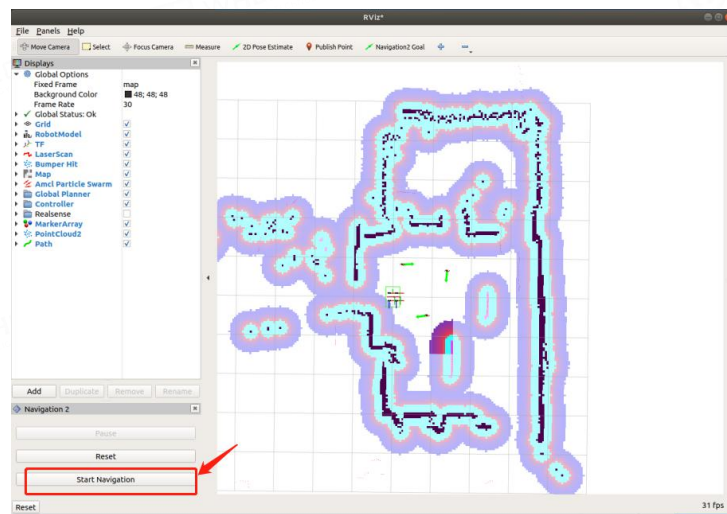 RViz*
File Panels Help
Move Camera Select Focus Camera Measure 2D Pose Estimate Publish Point Navigation2 Goal
Displays
Global Options
Fixed Frame map
Background Color 48; 48; 48
Frame Rate 30
Global Status: Ok
Grid
RobotModel
TF
LaserScan
Bumper Hit
Map
Amcl Particle Swarm
Global Planner
Controller
Realsense
MarkerArray
PointCloud2
Path
Add Duplicate Remove Rename
Navigation 2
Pause
Reset
Start Navigation
Reset 31 fps